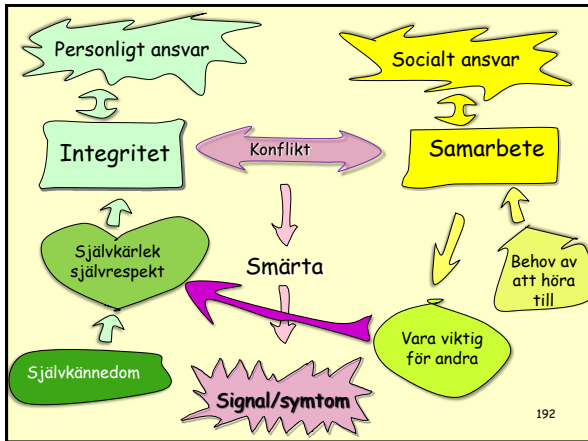 Personligt ansvar
Socialt ansvar
Integritet
Konflikt
Samarbete
Självkärlek
självrespekt
Smärta
Behov av
att höra
till
Vara viktig
för andra
Självkännedom
Signal/symtom
192